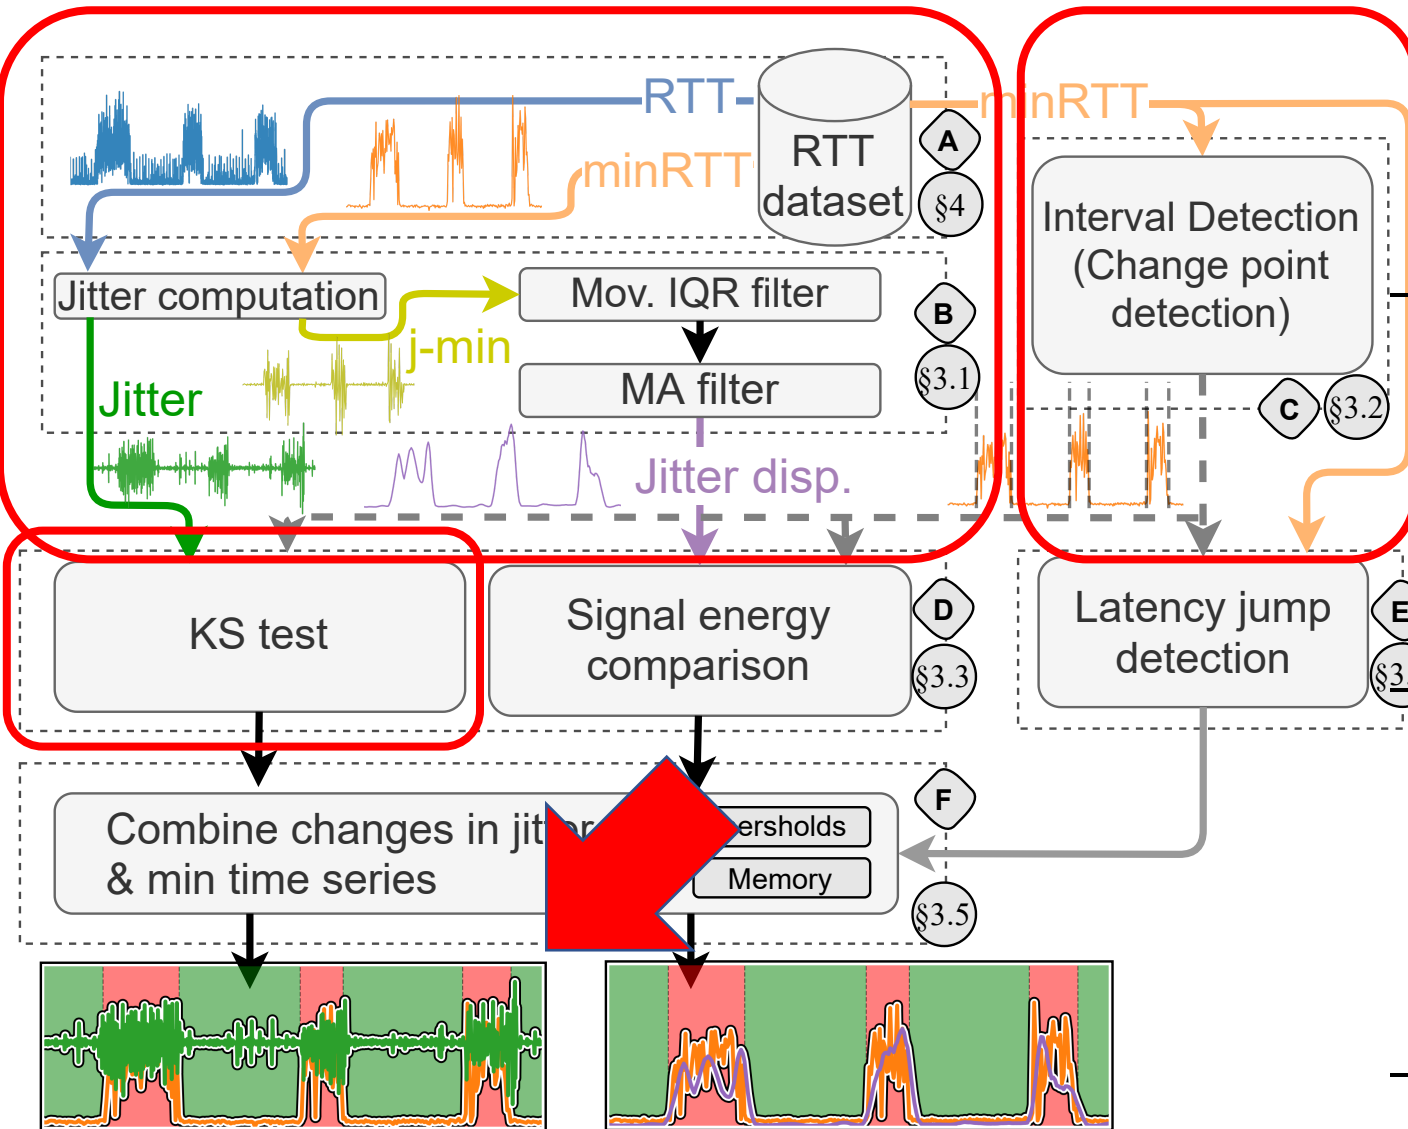 RTT
minRTT
A
RTT
dataset
minRTT
§4
Interval Detection
(Change point
detection)
Jitter computation
Mov. IQR filter
B
j-min
§3.1
MA filter
Jitter
C
§3.2
Jitter disp.
KS test
Signal energy
comparison
D
§3.3
Latency jump
detection
E
§3.
F
Combine changes in jitter
& min time series
ersholds
Memory
§3.5